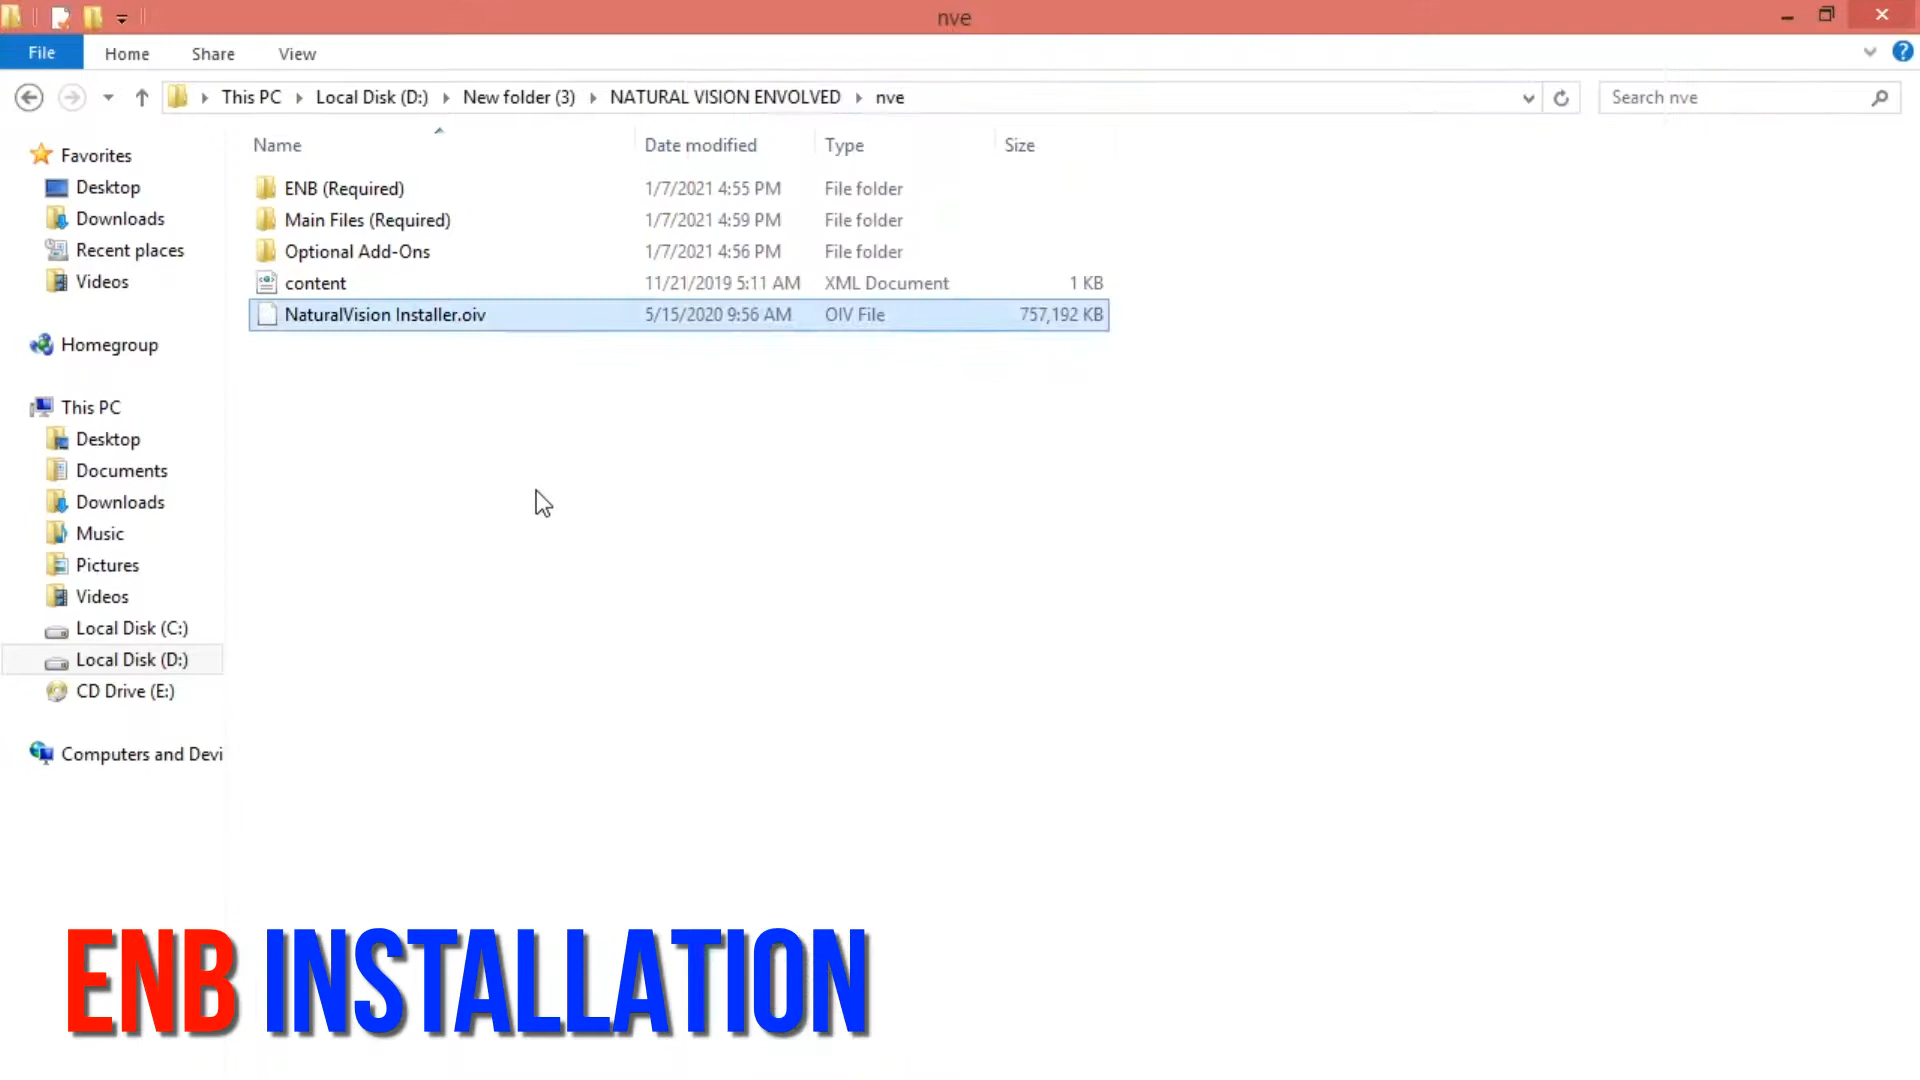 nve
File Home Share View
This PC Local Disk (D:) New folder (3) NATURAL VISION ENVOLVED nve
Search nve
Name Date modified Type Size
ENB (Required) 1/7/2021 4:55 PM File folder
Main Files (Required) 1/7/2021 4:59 PM File folder
Optional Add-Ons 1/7/2021 4:56 PM File folder
content 11/21/2019 5:11 AM XML Document 1 KB
NaturalVision Installer.oiv 5/15/2020 9:56 AM OIV File 757,192 KB
Favorites
Desktop
Downloads
Recent places
Videos
Homegroup
This PC
Desktop
Documents
Downloads
Music
Pictures
Videos
Local Disk (C:)
Local Disk (D:)
CD Drive (E:)
Computers and Devi
ENB INSTALLATION